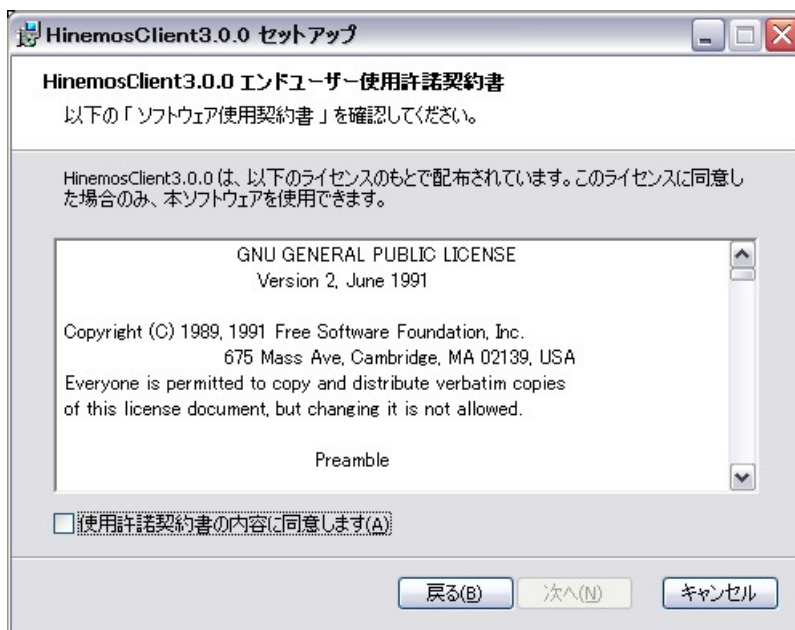 HinemosClient3.0.0 セットアップ
HinemosClient3.0.0 エンドユーザー使用許諾契約書
以下の「 ソフトウェア使用契約書 」を確認してください。
HinemosClient3.0.0 は、以下のライセンスのもとで配布されています。このライセンスに同意し
た場合のみ、本ソフトウェアを使用できます。
GNU GENERAL PUBLIC LICENSE
Version 2, June 1991
Copyright (C) 1989, 1991 Free Software Foundation, Inc.
675 Mass Ave, Cambridge, MA 02139, USA
Everyone is permitted to copy and distribute verbatim copies
of this license document, but changing it is not allowed.
Preamble
使用許諾契約書の内容に同意します(A)
戻る(B) 次へ(N) キャンセル